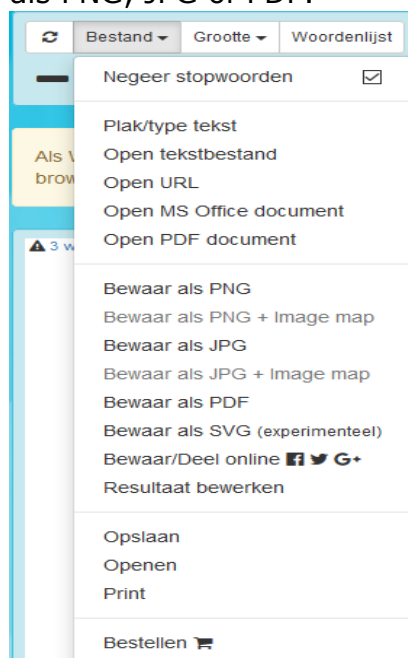 als PNG, JPG of PDF.
Bestand Grootte Woordenlijst
Negeer stopwoorden
Plak/type tekst
Als
Open tekstbestand
brow
Open URL
Open MS Office document
Open PDF document
3 w
Bewaar als PNG
Bewaar als PNG + Image map
Bewaar als JPG
Bewaar als JPG + Image map
Bewaar als PDF
Bewaar als SVG (experimenteel)
Bewaar/Deel online G+
Resultaat bewerken
Opslaan
Openen
Print
Bestellen